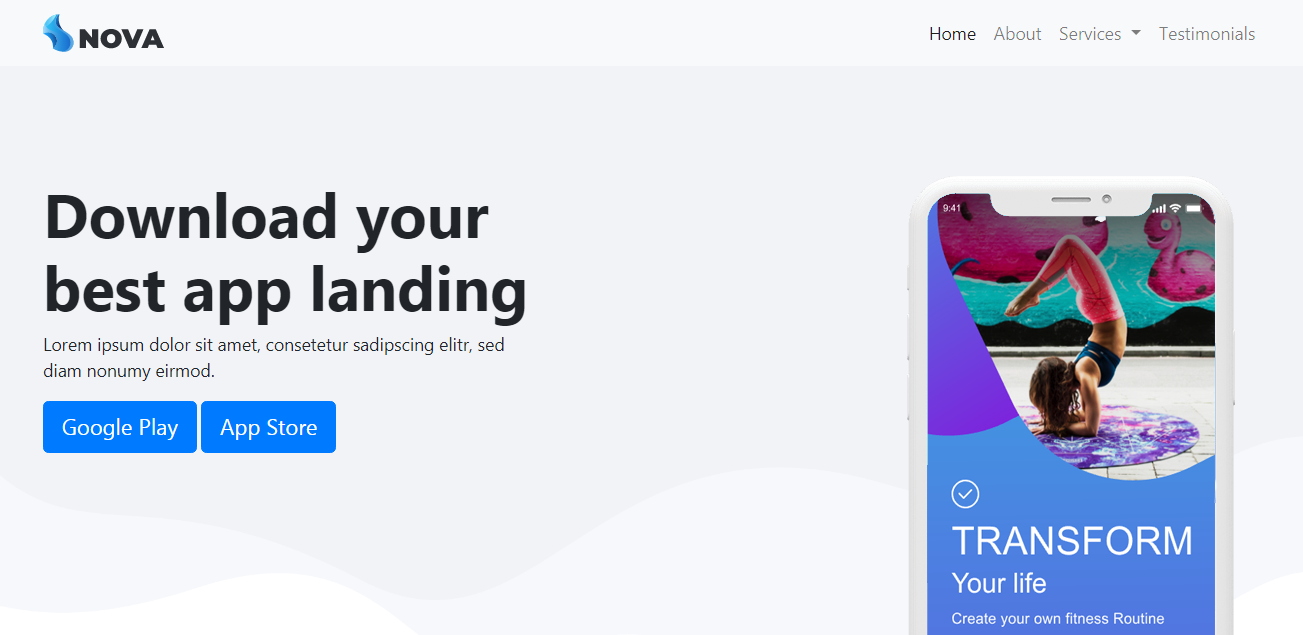 NOVA
Home About Services Testimonials
Download your
best app landing
Lorem ipsum dolor sit amet, consetetur sadipscing elitr, sed
diam nonumy eirmod.
Google Play App Store
9:41
TRANSFORM
Your life
Create your own fitness Routine